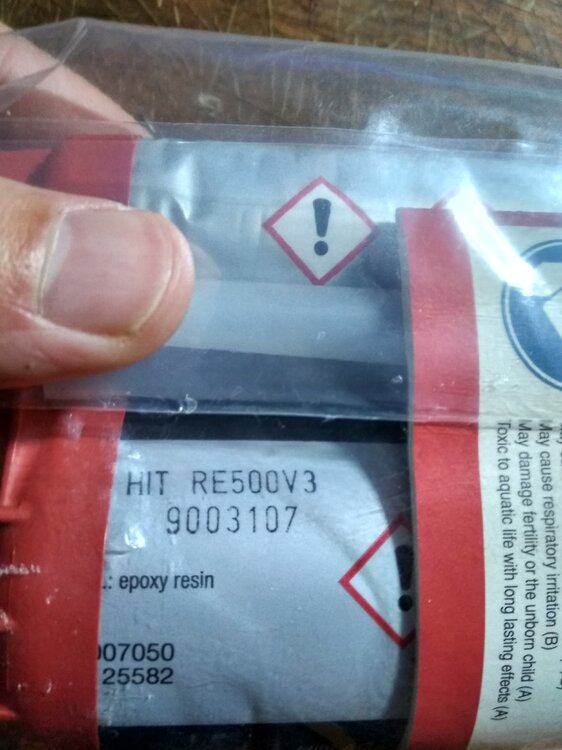 HIT RE500V3
9003107
.: epoxy resin
007050
25582
May cause respiratory irritation (B)
May damage fertility or the unborn child (A)
Toxic to aquatic life with long lasting effects (A)